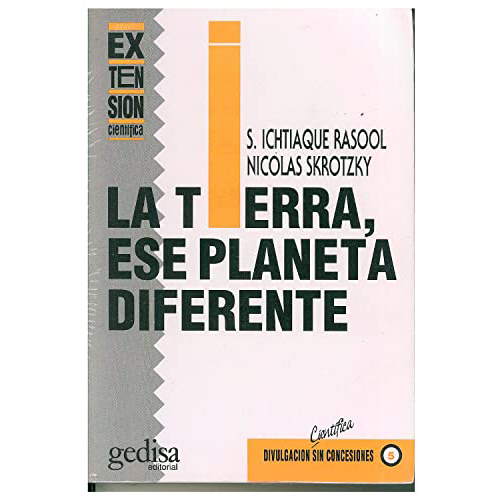 EX
TEN
SION
científica
S. ICHTIAQUE RASOOL
NICOLAS SKROTZKY
LA TiERRA,
ESE PLANETA
DIFERENTE
Científica
DIVULGACION SIN CONCESIONES 5
gedisa
editorial